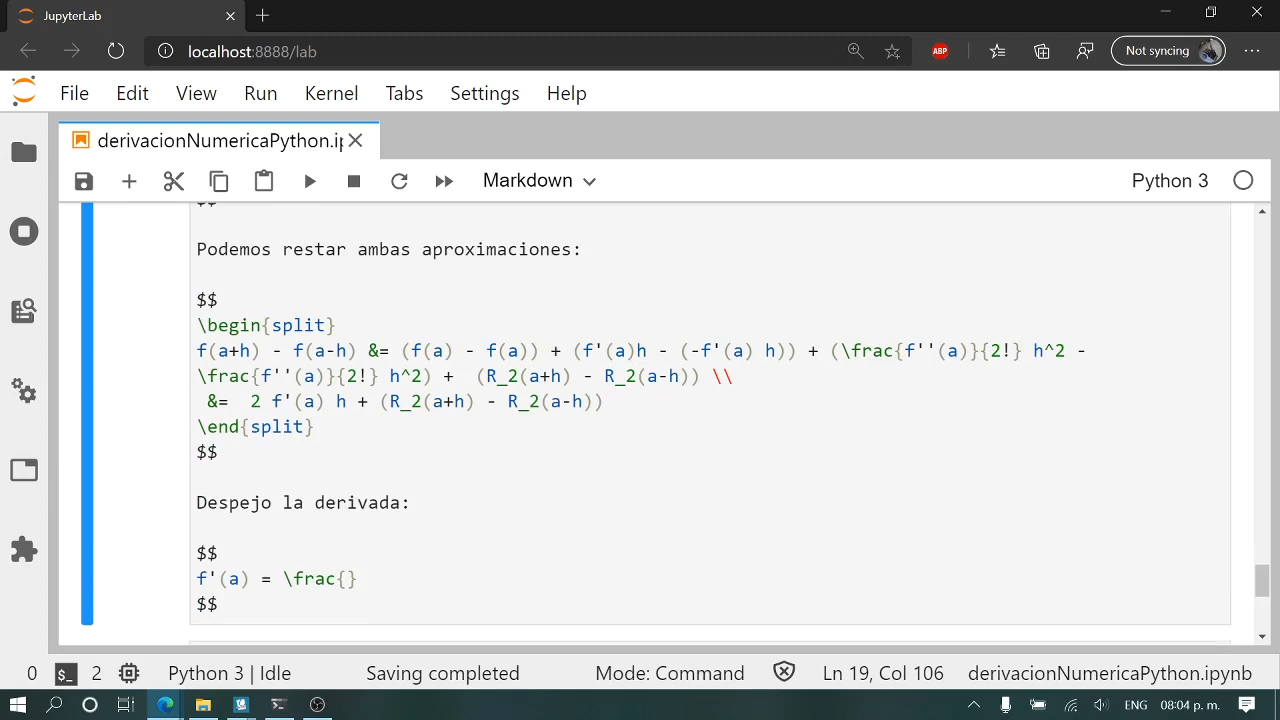 JupyterLab
localhost:8888/lab
ABP
Not syncing
File Edit View Run Kernel Tabs Settings Help
derivacionNumericaPython.ip
Markdown
Python 3
$$
Podemos restar ambas aproximaciones:
$$
\begin{split}
f(a+h) - f(a-h) &= (f(a) - f(a)) + (f'(a)h - (-f'(a) h)) + (\frac{f''(a)}{2!} h^2 -
\frac{f''(a)}{2!} h^2) +  (R_2(a+h) - R_2(a-h)) \\
&=  2 f'(a) h + (R_2(a+h) - R_2(a-h))
\end{split}
$$
Despejo la derivada:
$$
f'(a) = \frac{}
$$
0 $_ 2 Python 3 | Idle Saving completed Mode: Command Ln 19, Col 106 derivacionNumericaPython.ipynb
ENG 08:04 p. m.